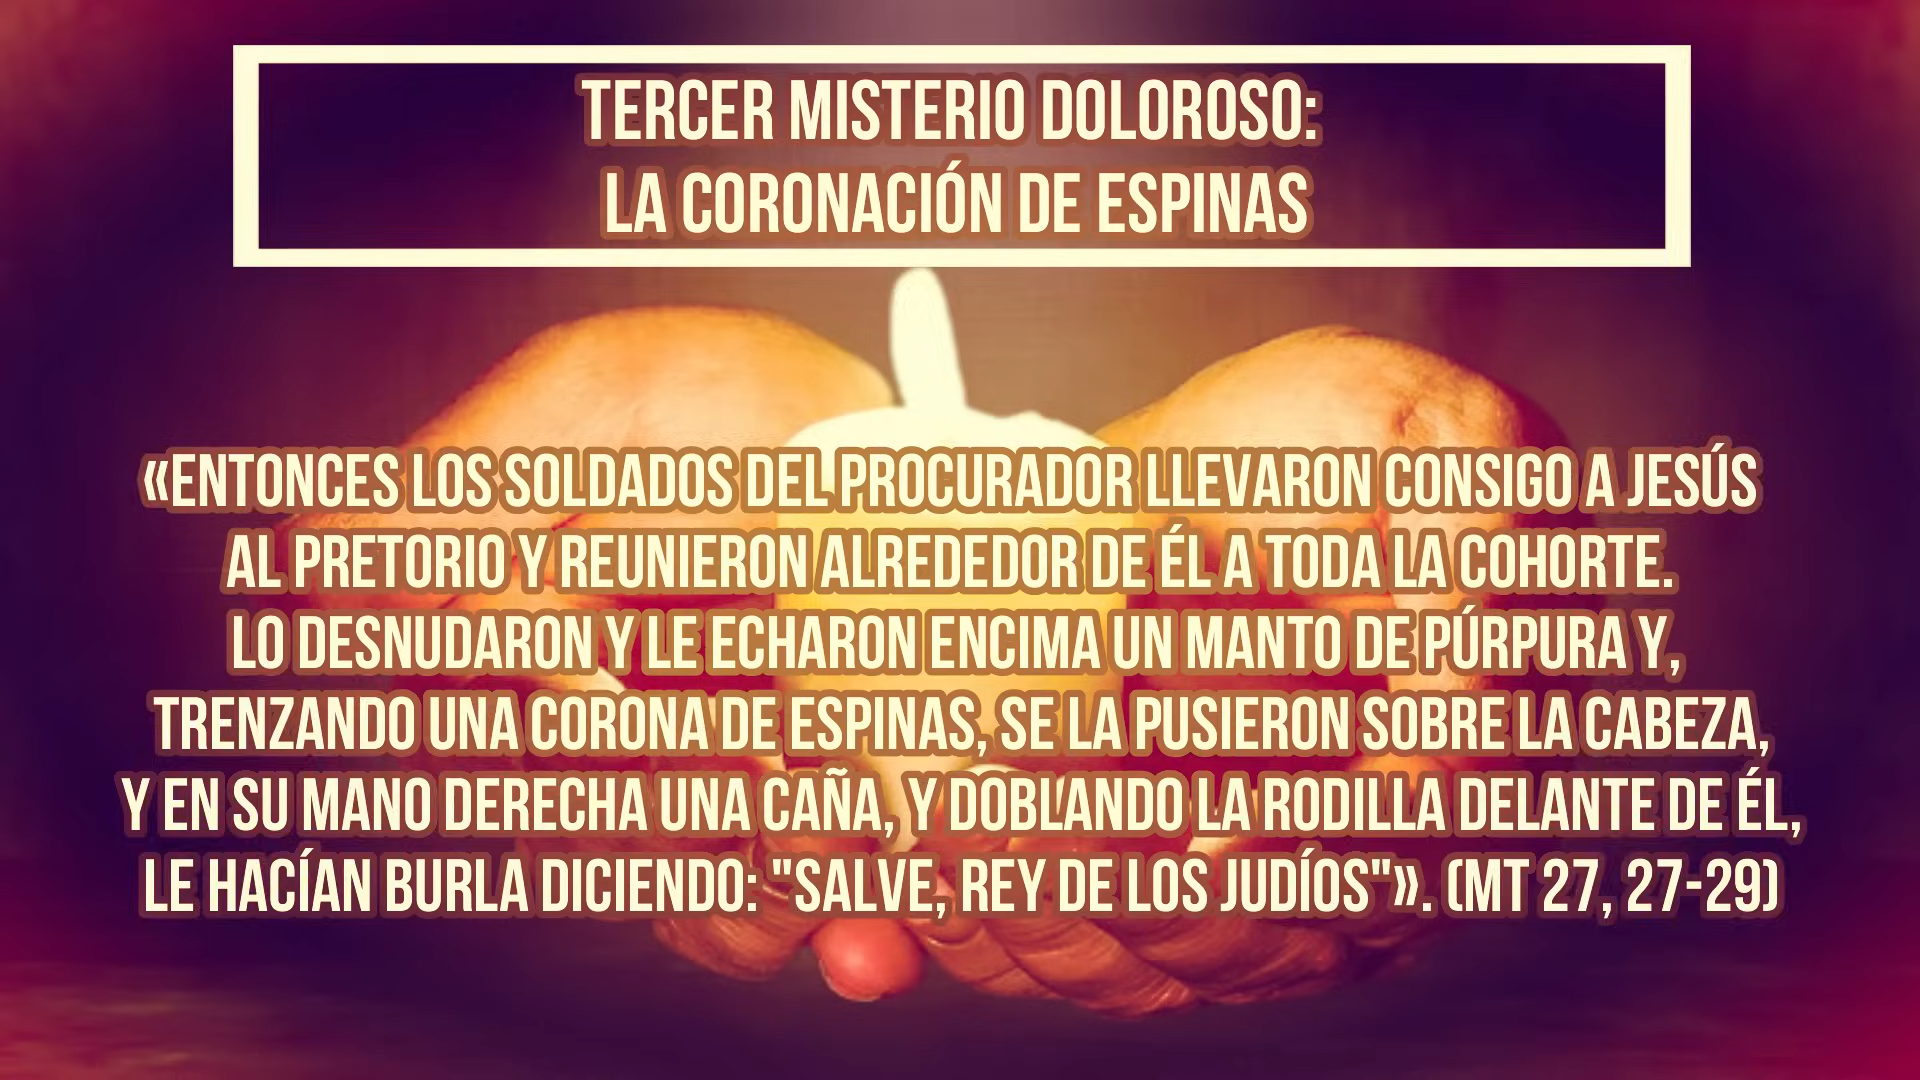 TERCER MISTERIO DOLOROSO:
LA CORONACIÓN DE ESPINAS
«ENTONCES LOS SOLDADOS DEL PROCURADOR LLEVARON CONSIGO A JESÚS
AL PRETORIO Y REUNIERON ALREDEDOR DE ÉL A TODA LA COHORTE.
LO DESNUDARON Y LE ECHARON ENCIMA UN MANTO DE PÚRPURA Y,
TRENZANDO UNA CORONA DE ESPINAS, SE LA PUSIERON SOBRE LA CABEZA,
Y EN SU MANO DERECHA UNA CAÑA, Y DOBLANDO LA RODILLA DELANTE DE ÉL,
LE HACÍAN BURLA DICIENDO: "SALVE, REY DE LOS JUDÍOS"». (MT 27, 27-29)